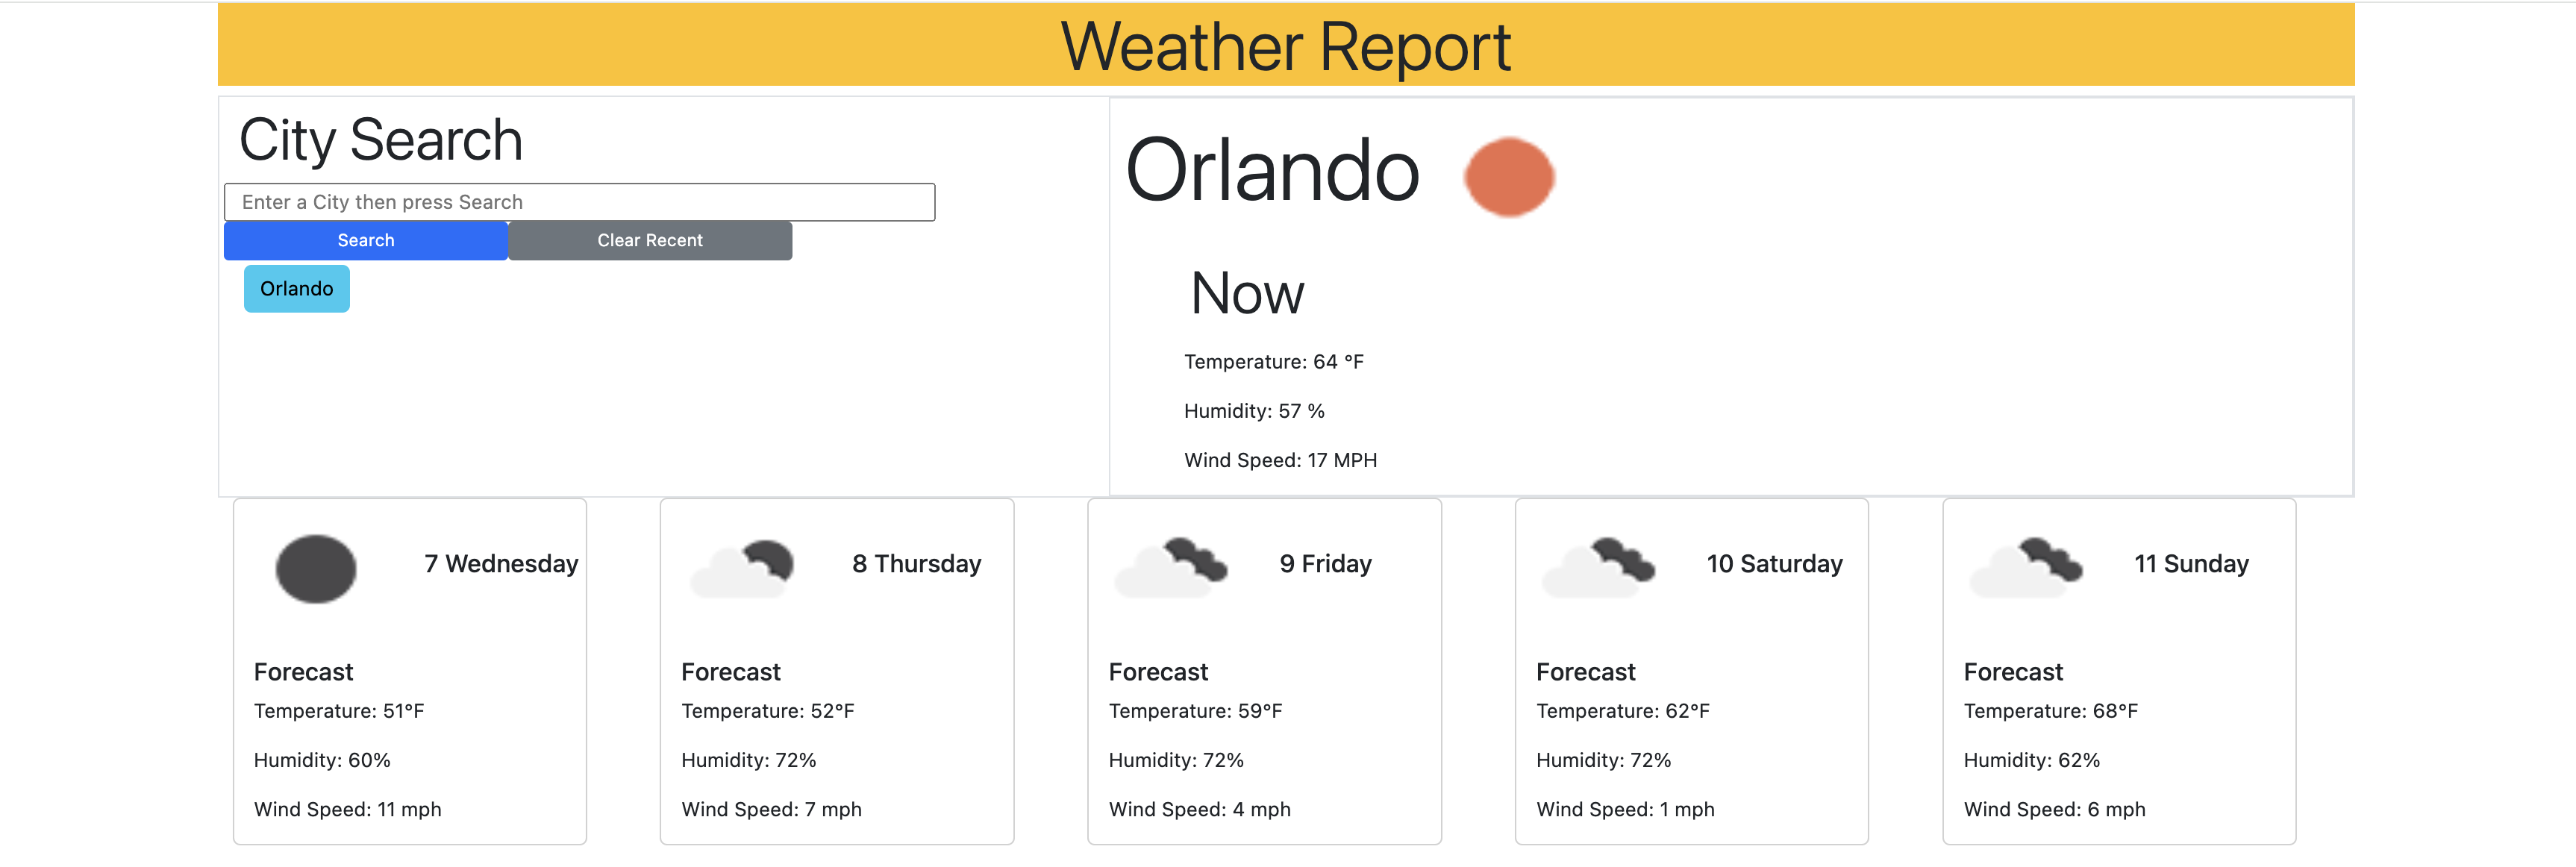 Weather Report
City Search
Enter a City then press Search
Search
Clear Recent
Orlando
Orlando
Now
Temperature: 64 °F
Humidity: 57 %
Wind Speed: 17 MPH
7 Wednesday
Forecast
Temperature: 51°F
Humidity: 60%
Wind Speed: 11 mph
8 Thursday
Forecast
Temperature: 52°F
Humidity: 72%
Wind Speed: 7 mph
9 Friday
Forecast
Temperature: 59°F
Humidity: 72%
Wind Speed: 4 mph
10 Saturday
Forecast
Temperature: 62°F
Humidity: 72%
Wind Speed: 1 mph
11 Sunday
Forecast
Temperature: 68°F
Humidity: 62%
Wind Speed: 6 mph